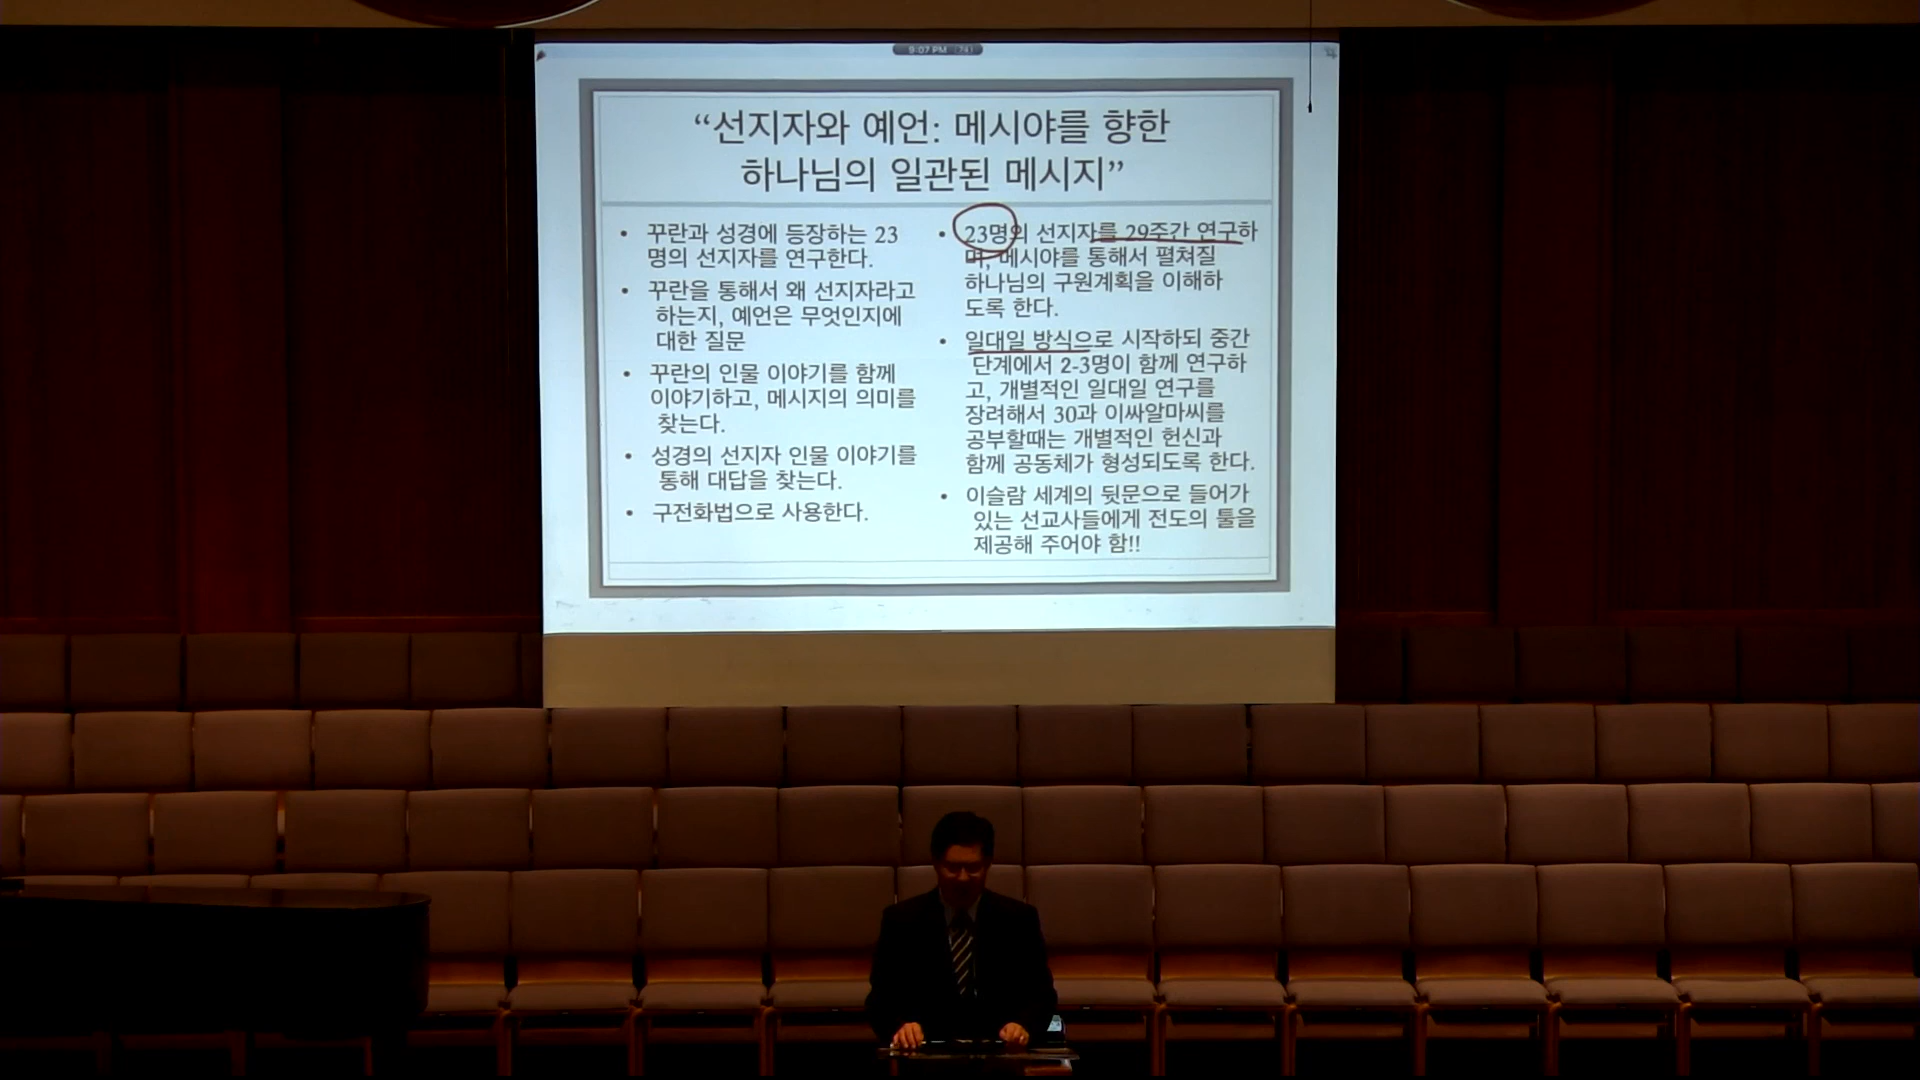 9:07 PM (74)
“선지자와 예언: 메시야를 향한
하나님의 일관된 메시지”
• 꾸란과 성경에 등장하는 23
명의 선지자를 연구한다.
• 꾸란을 통해서 왜 선지자라고
하는지, 예언은 무엇인지에
대한 질문
• 꾸란의 인물 이야기를 함께
이야기하고, 메시지의 의미를
찾는다.
• 성경의 선지자 인물 이야기를
통해 대답을 찾는다.
• 구전화법으로 사용한다.
• 23명의 선지자를 29주간 연구하
며, 메시야를 통해서 펼쳐질
하나님의 구원계획을 이해하
도록 한다.
• 일대일 방식으로 시작하되 중간
단계에서 2-3명이 함께 연구하
고, 개별적인 일대일 연구를
장려해서 30과 이싸알마씨를
공부할때는 개별적인 헌신과
함께 공동체가 형성되도록 한다.
• 이슬람 세계의 뒷문으로 들어가
있는 선교사들에게 전도의 툴을
제공해 주어야 함!!